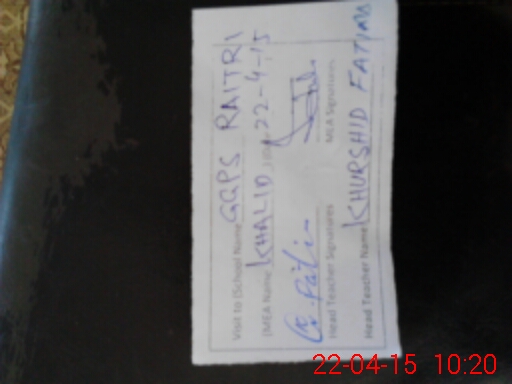 Visit to (School Name GGPS RAITRI
(MEA Name KHALID) (Date 22-4-15
Head Teacher Signatures MEA Signatures
Head Teacher Name KHURSHID FATIMA
22-04-15 10:20